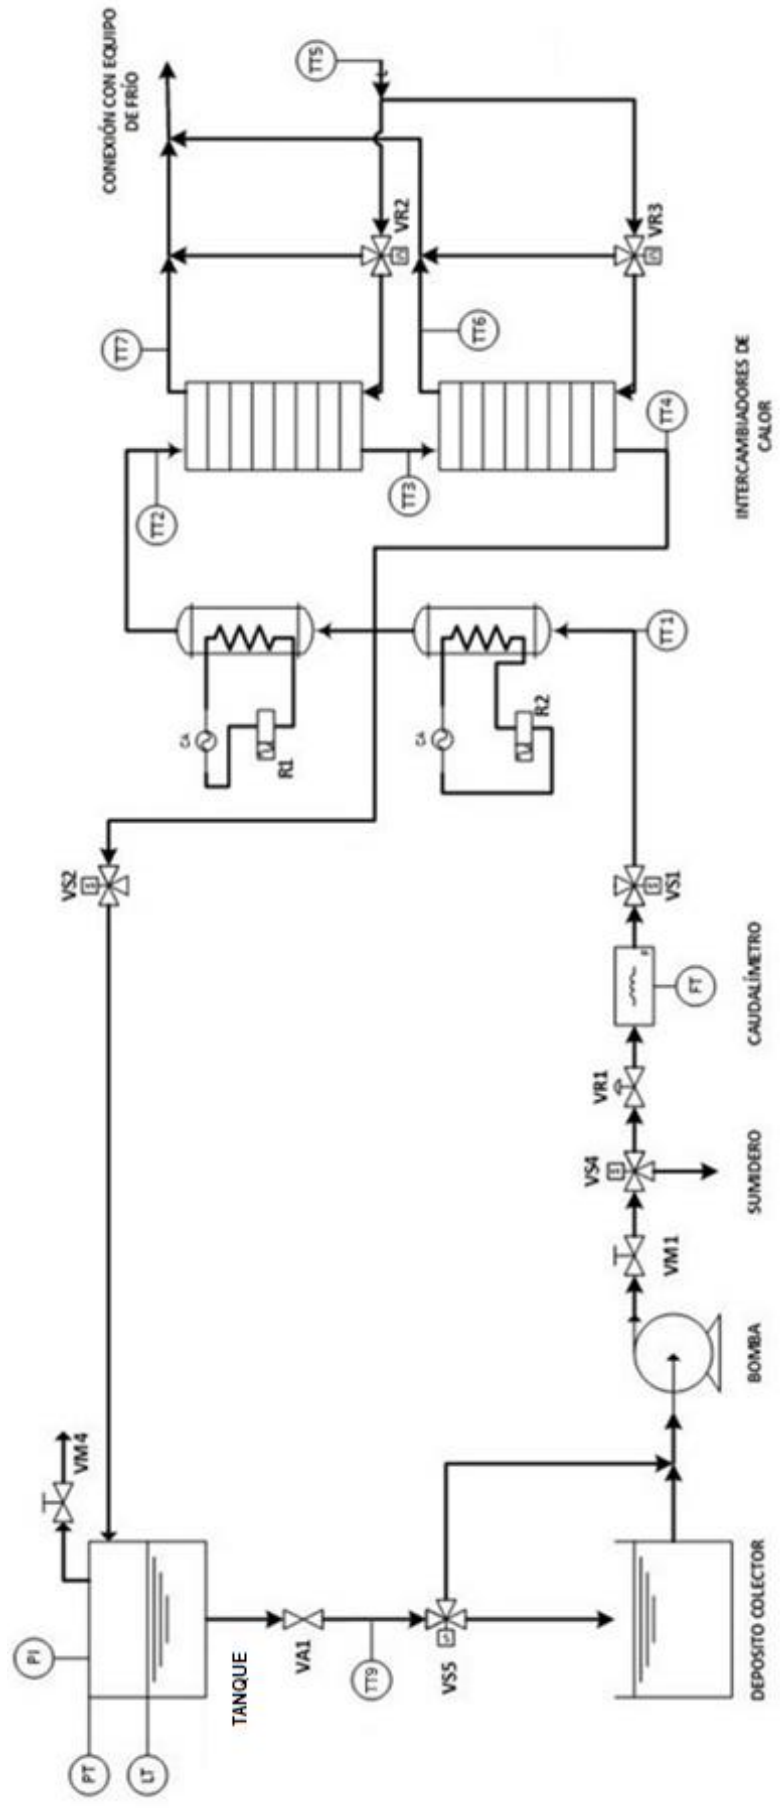 CONEXIÓN CON EQUIPO
DE FRÍO
TT5
VR2
VR3
TT7
TT6
INTERCAMBIADORES DE
CALOR
TT2
TT3
TT4
TT1
CA
R1
CA
R2
VS2
S
VS1
S
CAUDALÍMETRO
FT
VR1
VS4
S
SUMIDERO
VM1
BOMBA
VM4
PI
PT
LT
TANQUE
VA1
TT9
VS5
S
DEPOSITO COLECTOR